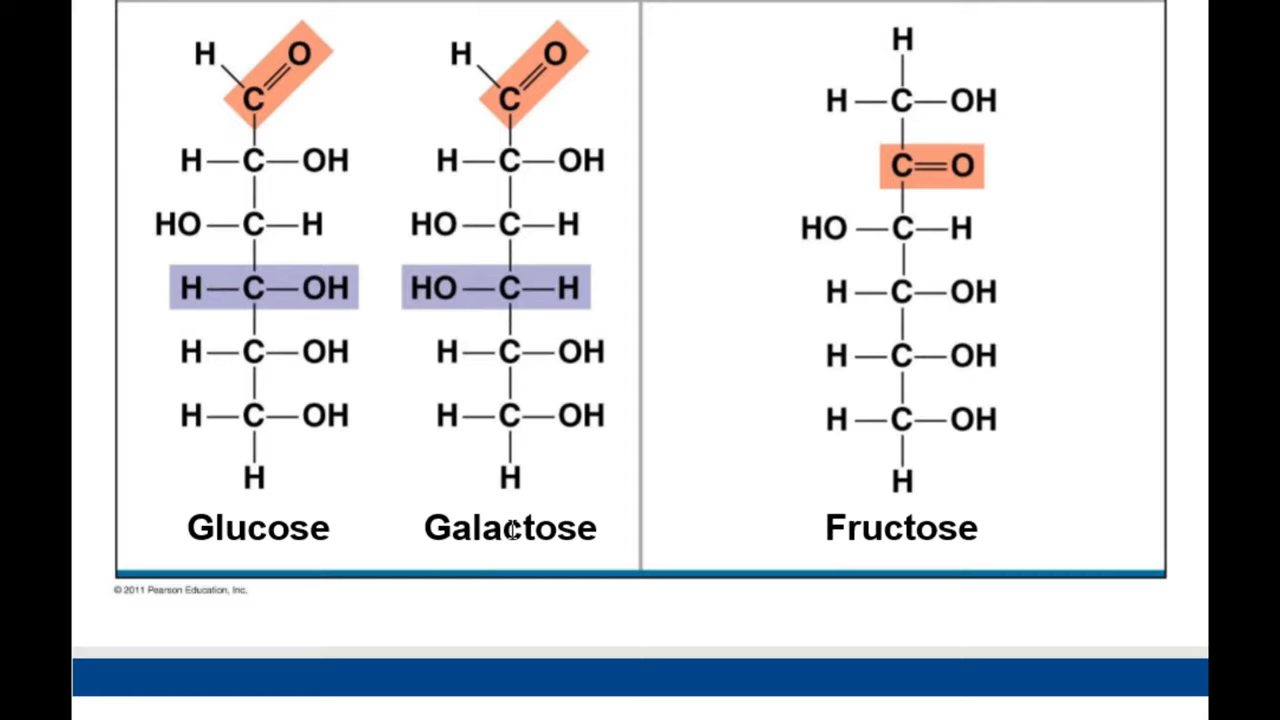 H O
C
H—C—OH
HO—C—H
H—C—OH
H—C—OH
H—C—OH
H
Glucose
H O
C
H—C—OH
HO—C—H
HO—C—H
H—C—OH
H—C—OH
H
Galactose
H
H—C—OH
C=O
HO—C—H
H—C—OH
H—C—OH
H—C—OH
H
Fructose
© 2011 Pearson Education, Inc.